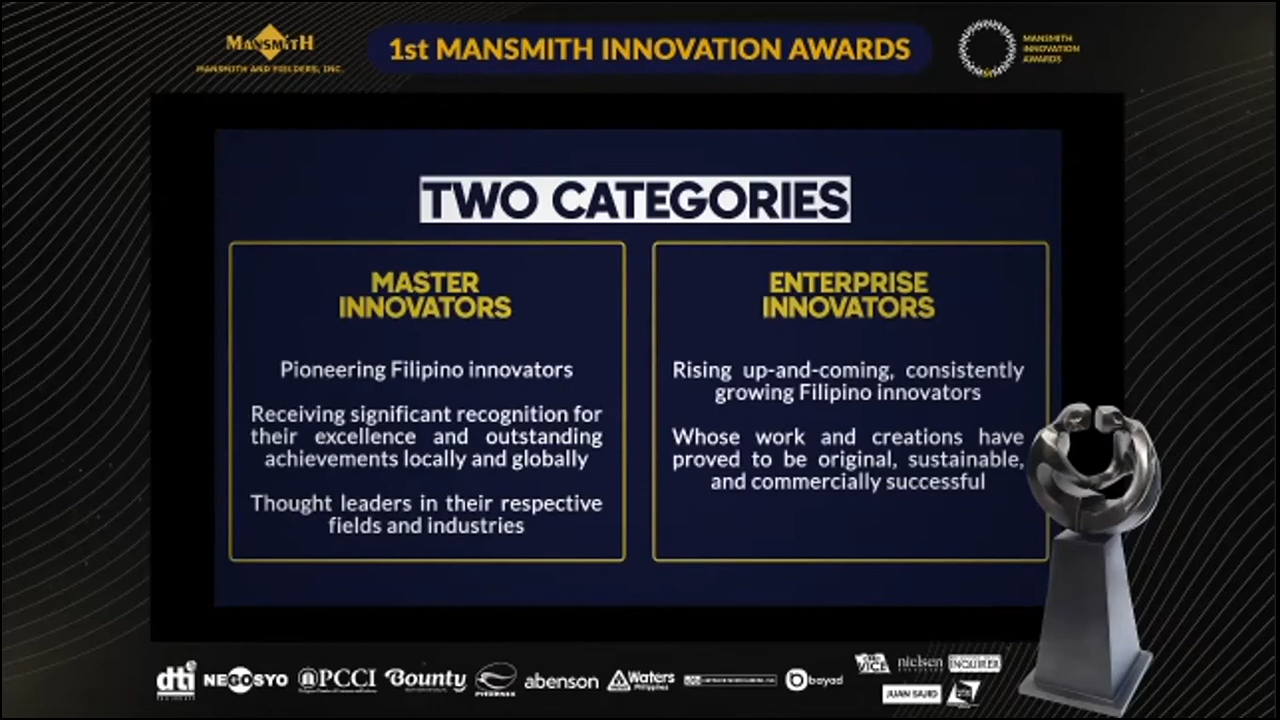 MANSMITH
MANSMITH AND FIELDERS, INC.
1st MANSMITH INNOVATION AWARDS
MANSMITH
INNOVATION
AWARDS
TWO CATEGORIES
MASTER
INNOVATORS
Pioneering Filipino innovators
Receiving significant recognition for
their excellence and outstanding
achievements locally and globally
Thought leaders in their respective
fields and industries
ENTERPRISE
INNOVATORS
Rising up-and-coming, consistently
growing Filipino innovators
Whose work and creations have
proved to be original, sustainable,
and commercially successful
dti
NEGOSYO
PCCI
Bounty
abenson
Waters
Philippines
bayad
VICE
nielsen
INQUIRER